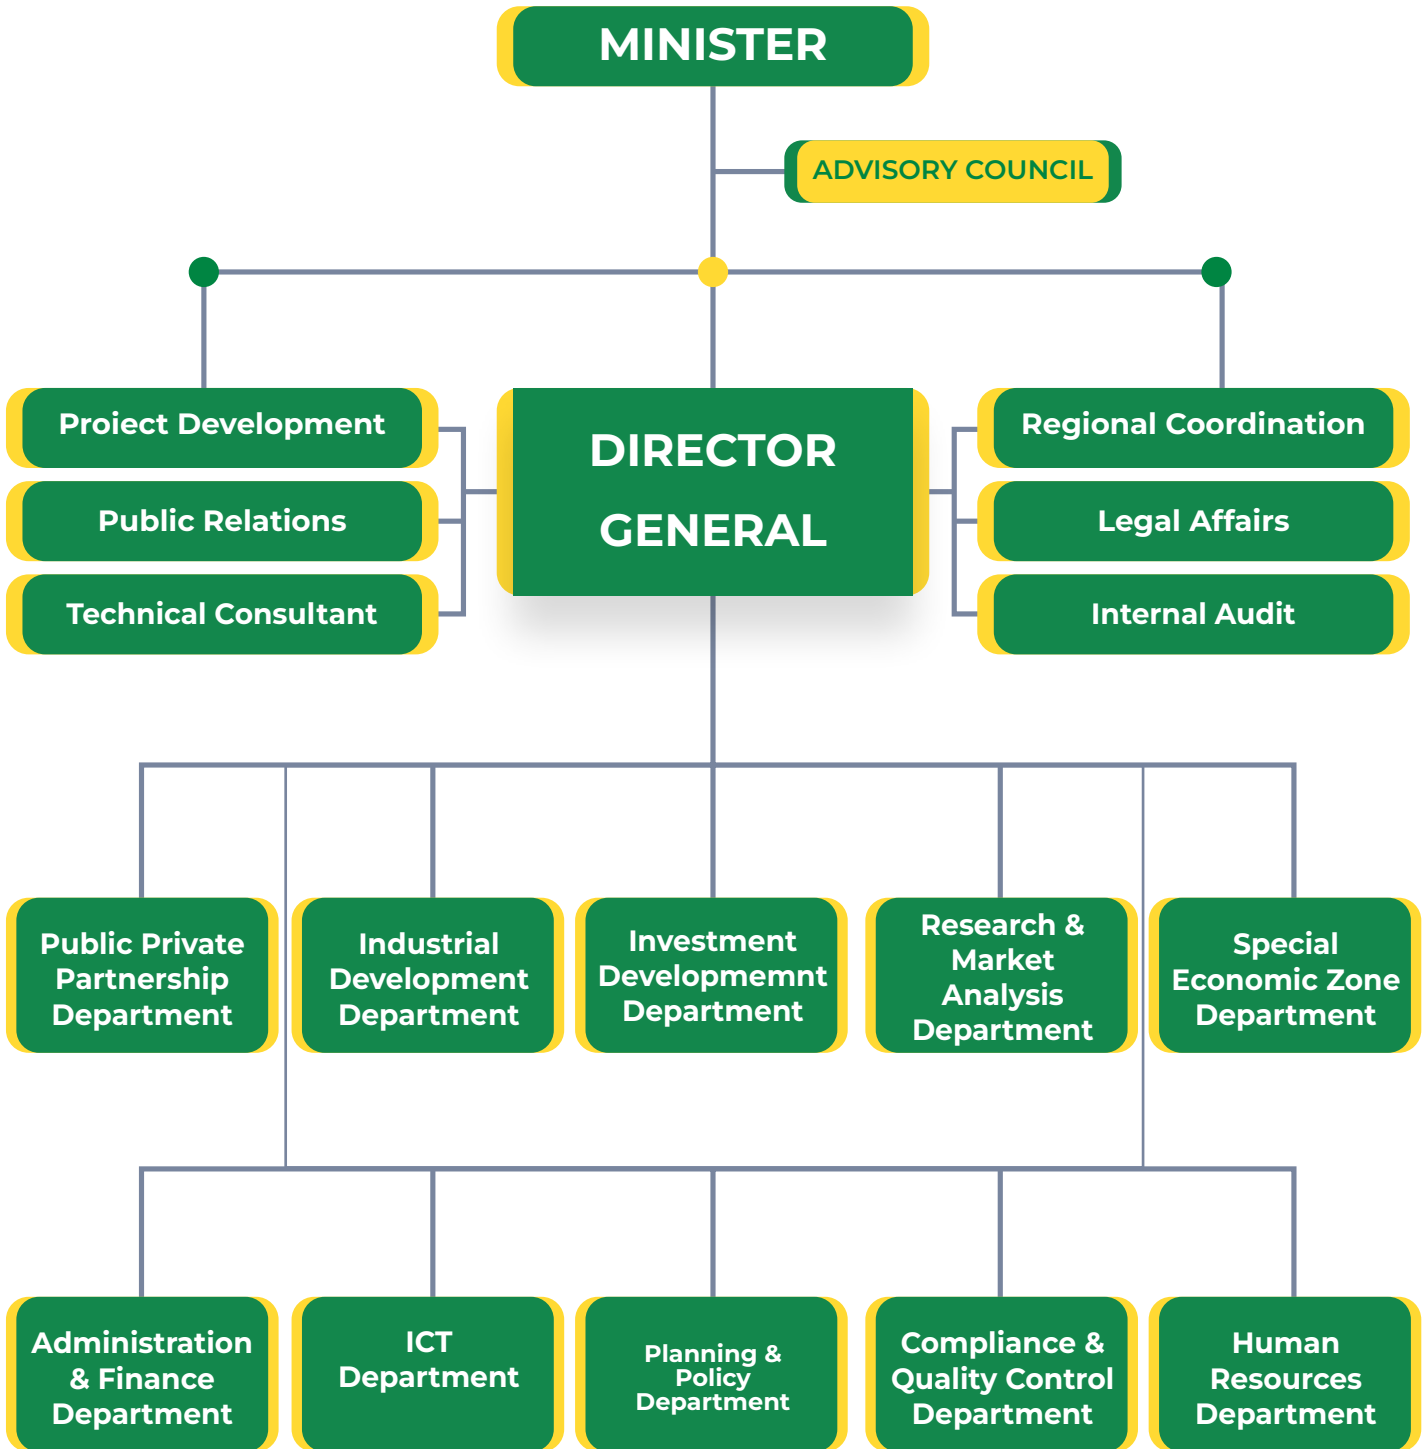 MINISTER
ADVISORY COUNCIL
Proiect Development
Public Relations
Technical Consultant
DIRECTOR
GENERAL
Regional Coordination
Legal Affairs
Internal Audit
Public Private
Partnership
Department
Industrial
Development
Department
Investment
Developmemnt
Department
Research &
Market
Analysis
Department
Special
Economic Zone
Department
Administration
& Finance
Department
ICT
Department
Planning &
Policy
Department
Compliance &
Quality Control
Department
Human
Resources
Department